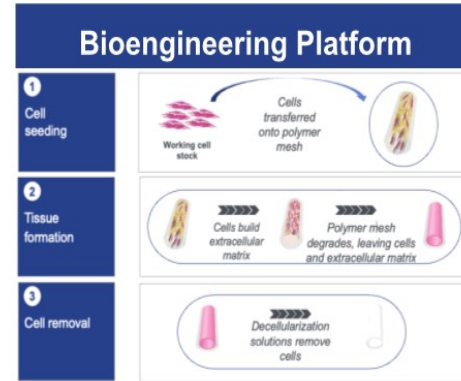 Bioengineering Platform
1
Cell
seeding
Working cell
stock
Cells
transferred
onto polymer
mesh
2
Tissue
formation
Cells build
extracellular
matrix
Polymer mesh
degrades, leaving cells
and extracellular matrix
3
Cell removal
Decellularization
solutions remove
cells